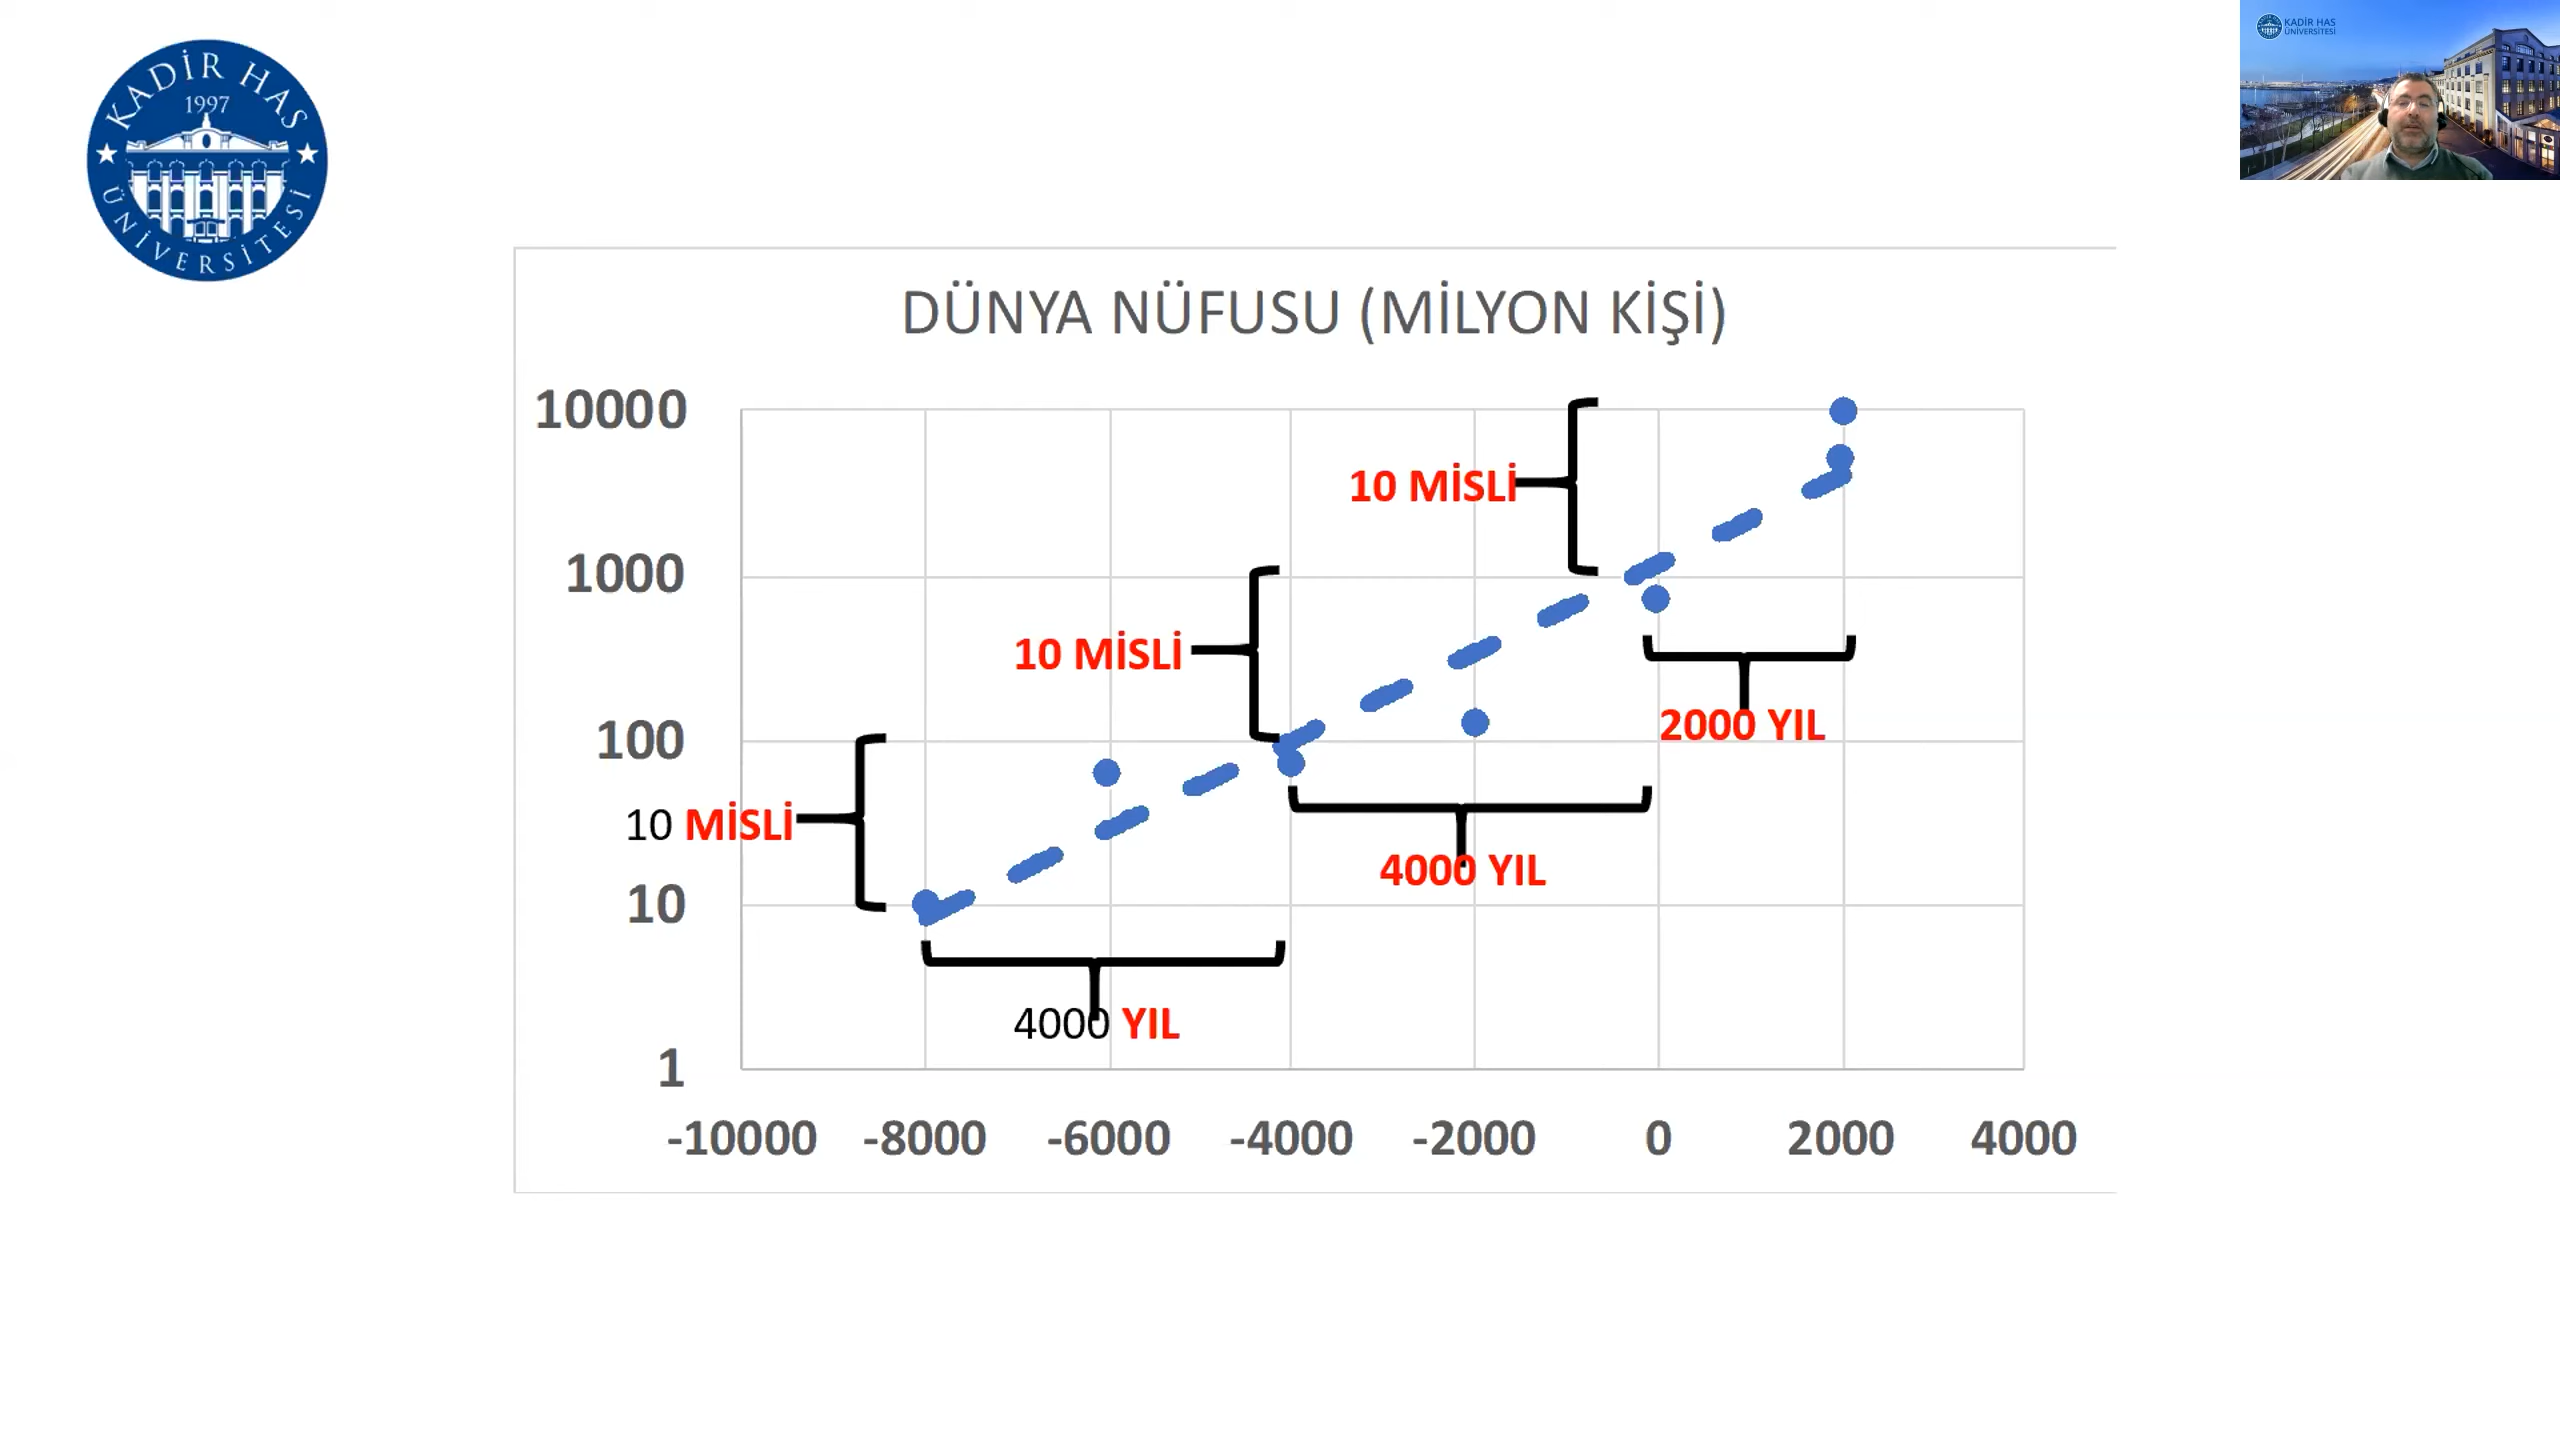 KADİR HAS
1997
ÜNİVERSİTESİ
KADİR HAS
ÜNİVERSİTESİ
DÜNYA NÜFUSU (MİLYON KİŞİ)
10000
10 MİSLİ
1000
10 MİSLİ
2000 YIL
100
10 MİSLİ
4000 YIL
10
4000 YIL
1
-10000 -8000 -6000 -4000 -2000 0 2000 4000